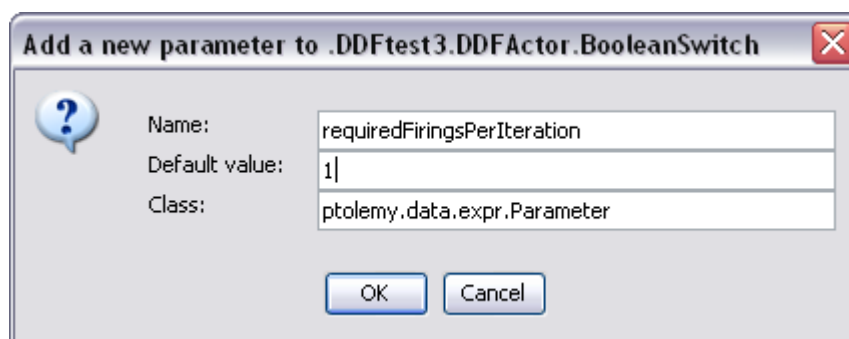 Add a new parameter to .DDFtest3.DDFActor.BooleanSwitch
?
Name: requiredFiringsPerIteration
Default value: 1
Class: ptolemy.data.expr.Parameter
OK Cancel